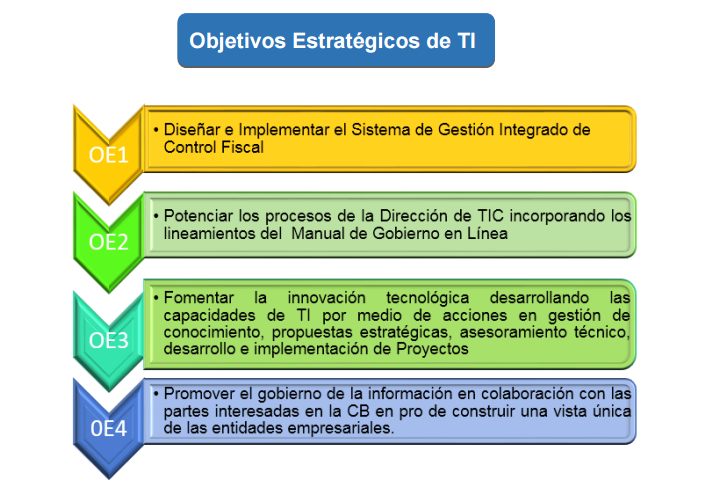 Objetivos Estratégicos de TI
OE1
• Diseñar e Implementar el Sistema de Gestión Integrado de
Control Fiscal
OE2
• Potenciar los procesos de la Dirección de TIC incorporando los
lineamientos del Manual de Gobierno en Línea
OE3
• Fomentar la innovación tecnológica desarrollando las
capacidades de TI por medio de acciones en gestión de
conocimiento, propuestas estratégicas, asesoramiento técnico,
desarrollo e implementación de Proyectos
0E4
• Promover el gobierno de la información en colaboración con las
partes interesadas en la CB en pro de construir una vista única
de las entidades empresariales.